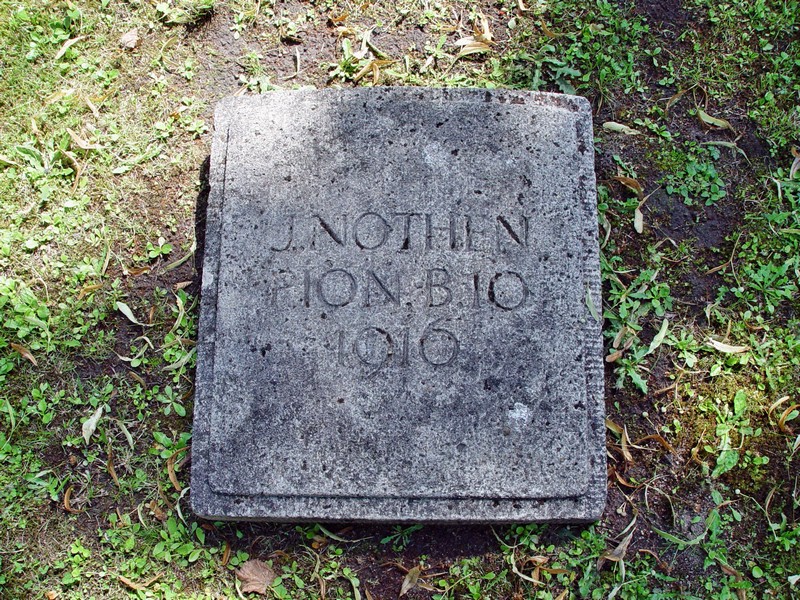 J. NOTHEN
PION. B. 10
1916